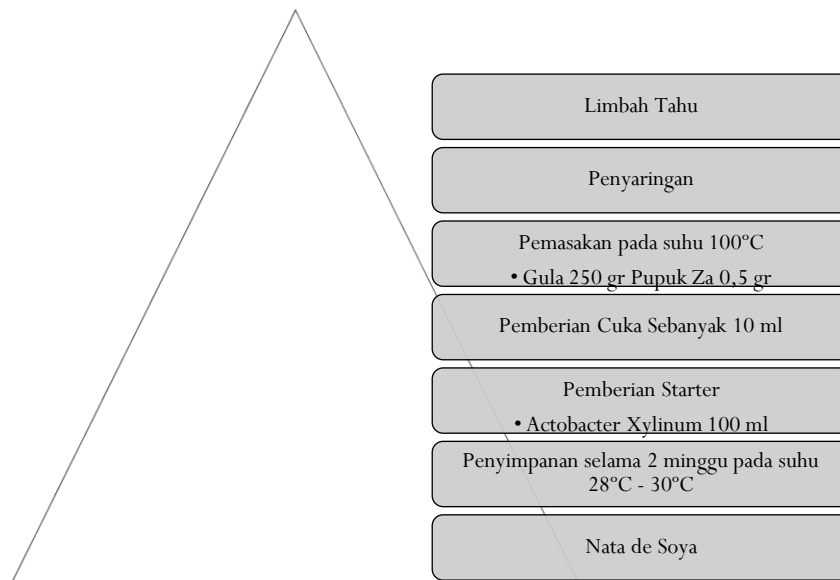 Limbah Tahu
Penyaringan
Pemasakan pada suhu 100°C
• Gula 250 gr Pupuk Za 0,5 gr
Pemberian Cuka Sebanyak 10 ml
Pemberian Starter
• Actobacter Xylinum 100 ml
Penyimpanan selama 2 minggu pada suhu
28°C - 30°C
Nata de Soya